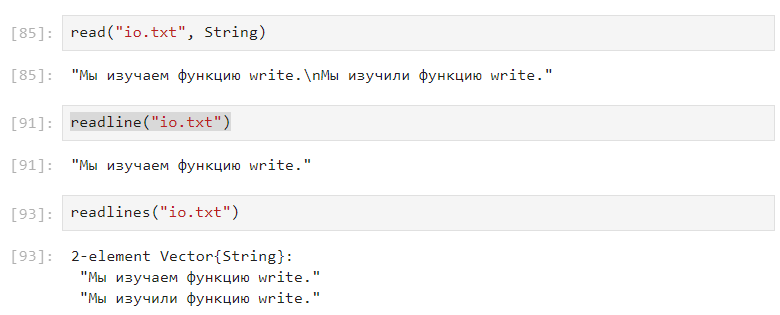 [85]: read("io.txt", String)
[85]: "Мы изучаем функцию write.\nМы изучили функцию write."
[91]: readline("io.txt")
[91]: "Мы изучаем функцию write."
[93]: readlines("io.txt")
[93]: 2-element Vector{String}:
"Мы изучаем функцию write."
"Мы изучили функцию write."